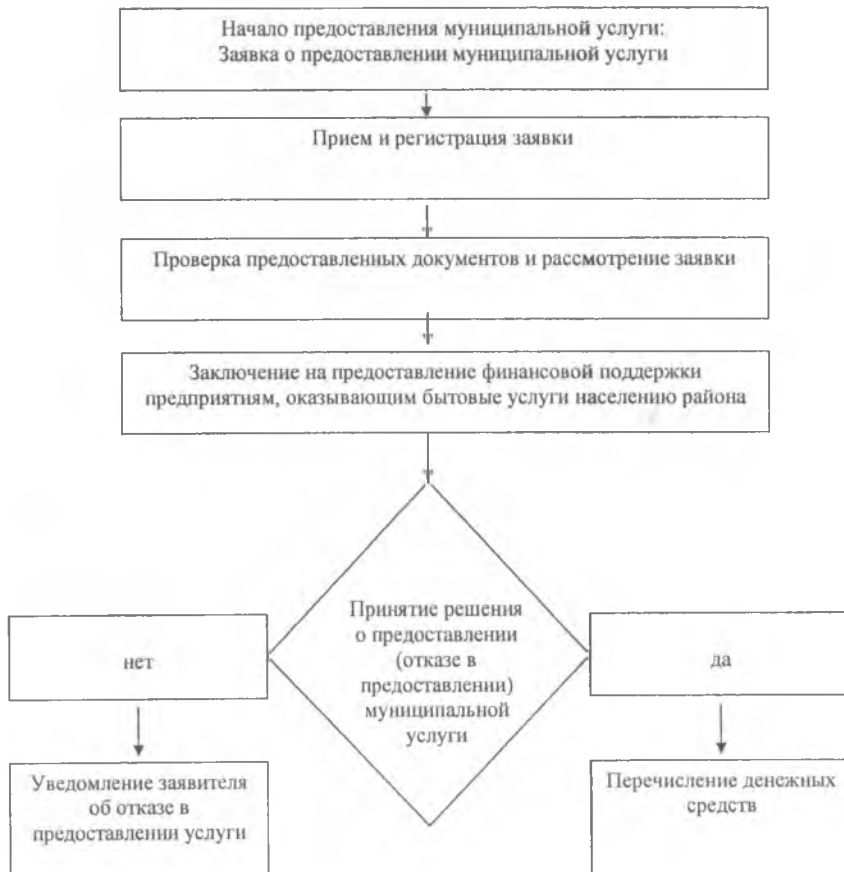 Начало предоставления муниципальной услуги:
Заявка о предоставлении муниципальной услуги
Прием и регистрация заявки
Проверка предоставленных документов и рассмотрение заявки
Заключение на предоставление финансовой поддержки
предприятиям, оказывающим бытовые услуги населению района
Принятие решения
о предоставлении
(отказе в
предоставлении)
муниципальной
услуги
нет
да
Уведомление заявителя
об отказе в
предоставлении услуги
Перечисление денежных
средств